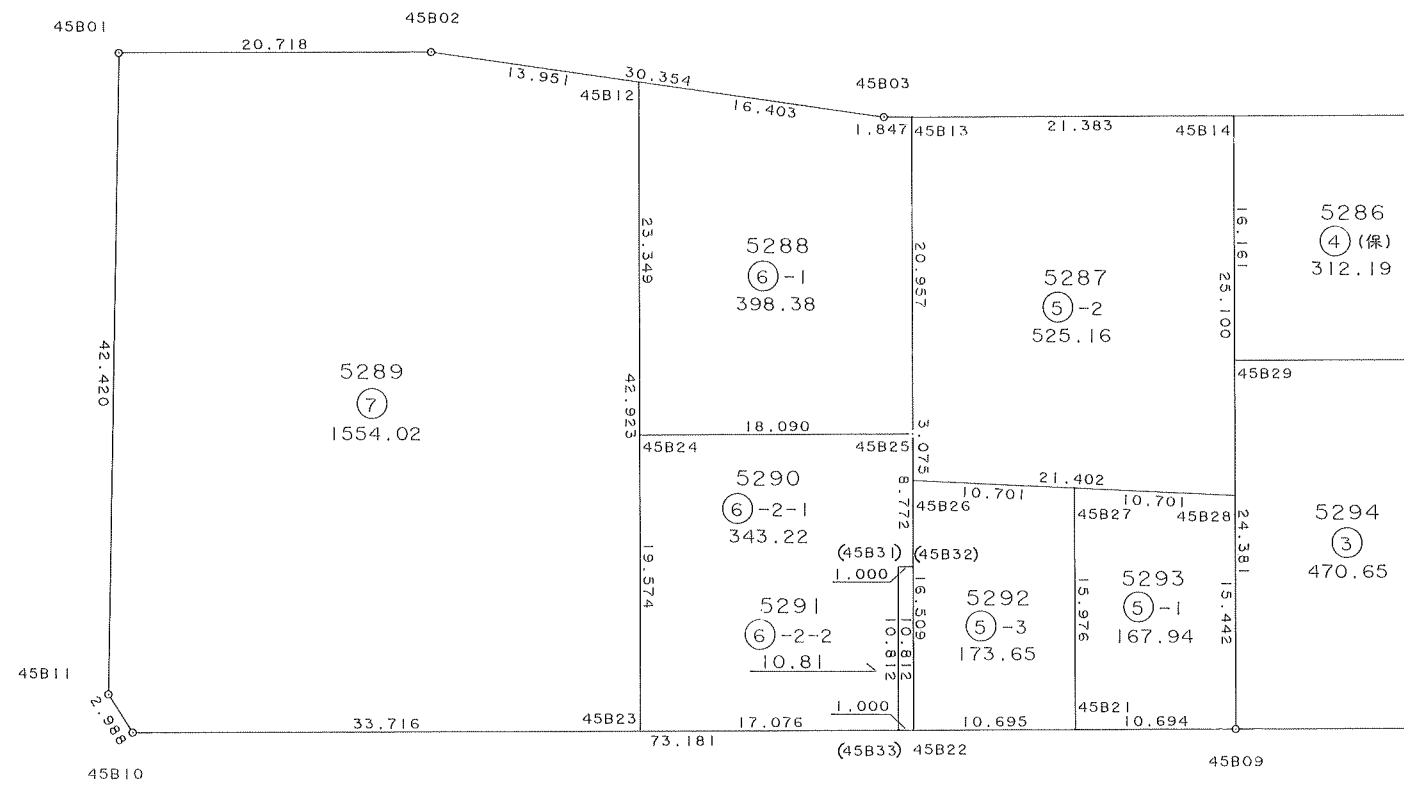 45B01
45B02
20.718
13.951
30.354
45B12
16.403
45B03
1.847
45B13
21.383
45B14
5286
④(保)
312.19
16.161
25.100
5288
⑥-1
398.38
23.349
20.957
5287
⑤-2
525.16
42.420
5289
⑦
1554.02
42.923
45B29
18.090
45B24
45B25
3.075
5290
⑥-2-1
343.22
8.772
21.402
10.701
10.701
45B26
45B27
45B28
24.381
5294
③
470.65
(45B31)
(45B32)
1.000
19.574
16.509
5291
⑥-2-2
10.81
10.812
10.812
5292
⑤-3
173.65
15.976
5293
⑤-1
167.94
15.442
45B11
2.988
45B10
33.716
45B23
73.181
17.076
1.000
(45B33)
45B22
10.695
45B21
10.694
45B09